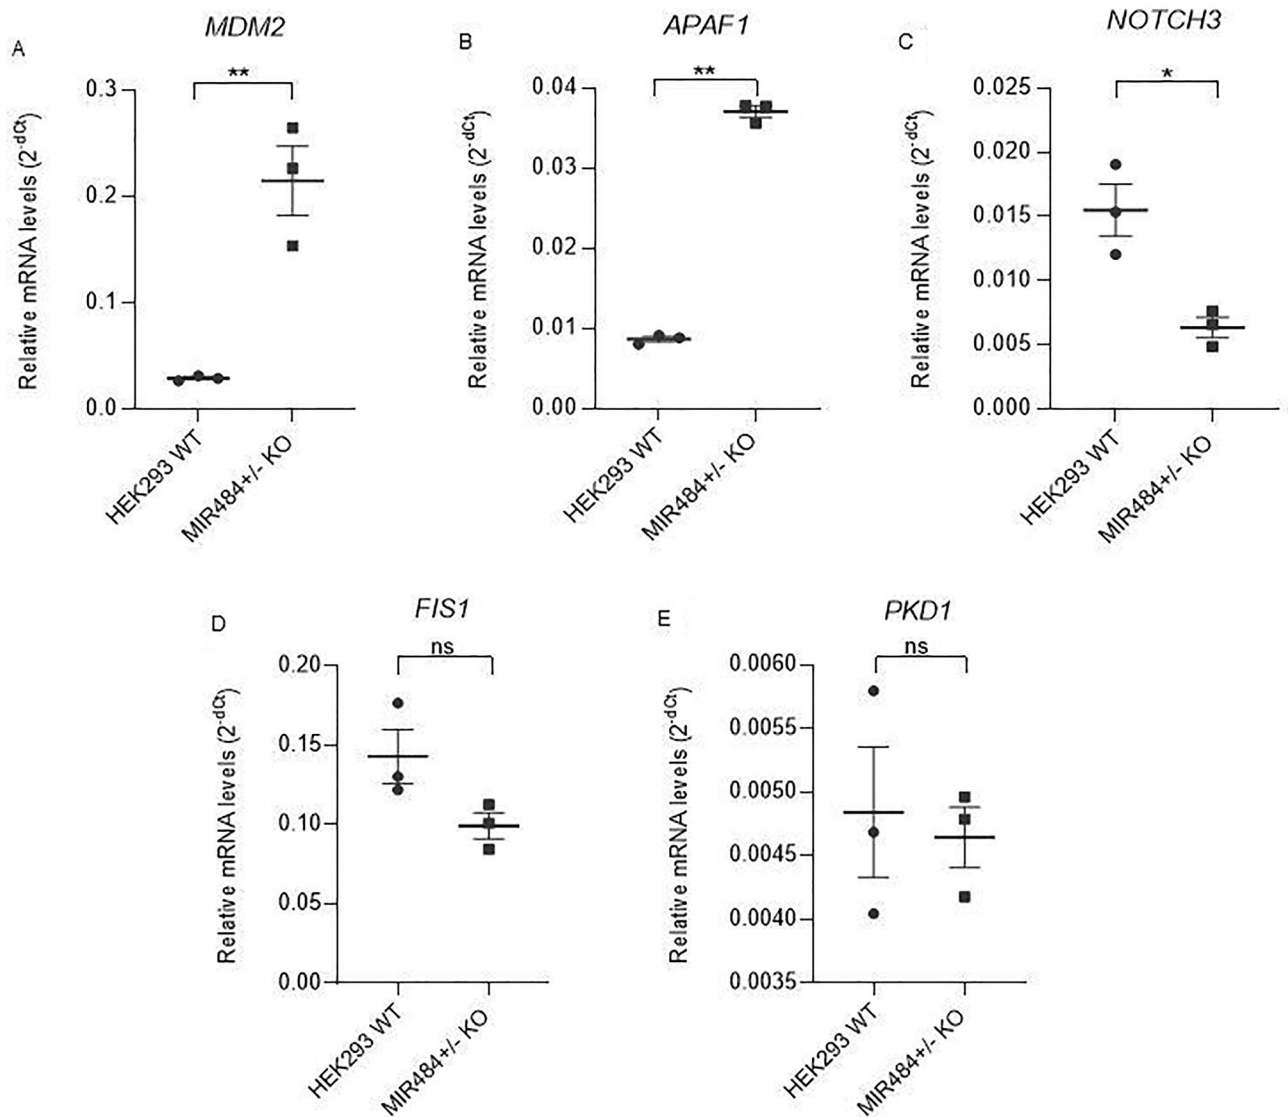 A
MDM2
**
Relative mRNA levels (2^-dCt)
0.3
0.2
0.1
0.0
HEK293 WT
MIR484+/- KO
B
APAF1
**
Relative mRNA levels (2^-dCt)
0.04
0.03
0.02
0.01
0.00
HEK293 WT
MIR484+/- KO
C
NOTCH3
*
Relative mRNA levels (2^-dCt)
0.025
0.020
0.015
0.010
0.005
0.000
HEK293 WT
MIR484+/- KO
D
FIS1
ns
Relative mRNA levels (2^-dCt)
0.20
0.15
0.10
0.05
0.00
HEK293 WT
MIR484+/- KO
E
PKD1
ns
Relative mRNA levels (2^-dCt)
0.0060
0.0055
0.0050
0.0045
0.0040
0.0035
HEK293 WT
MIR484+/- KO